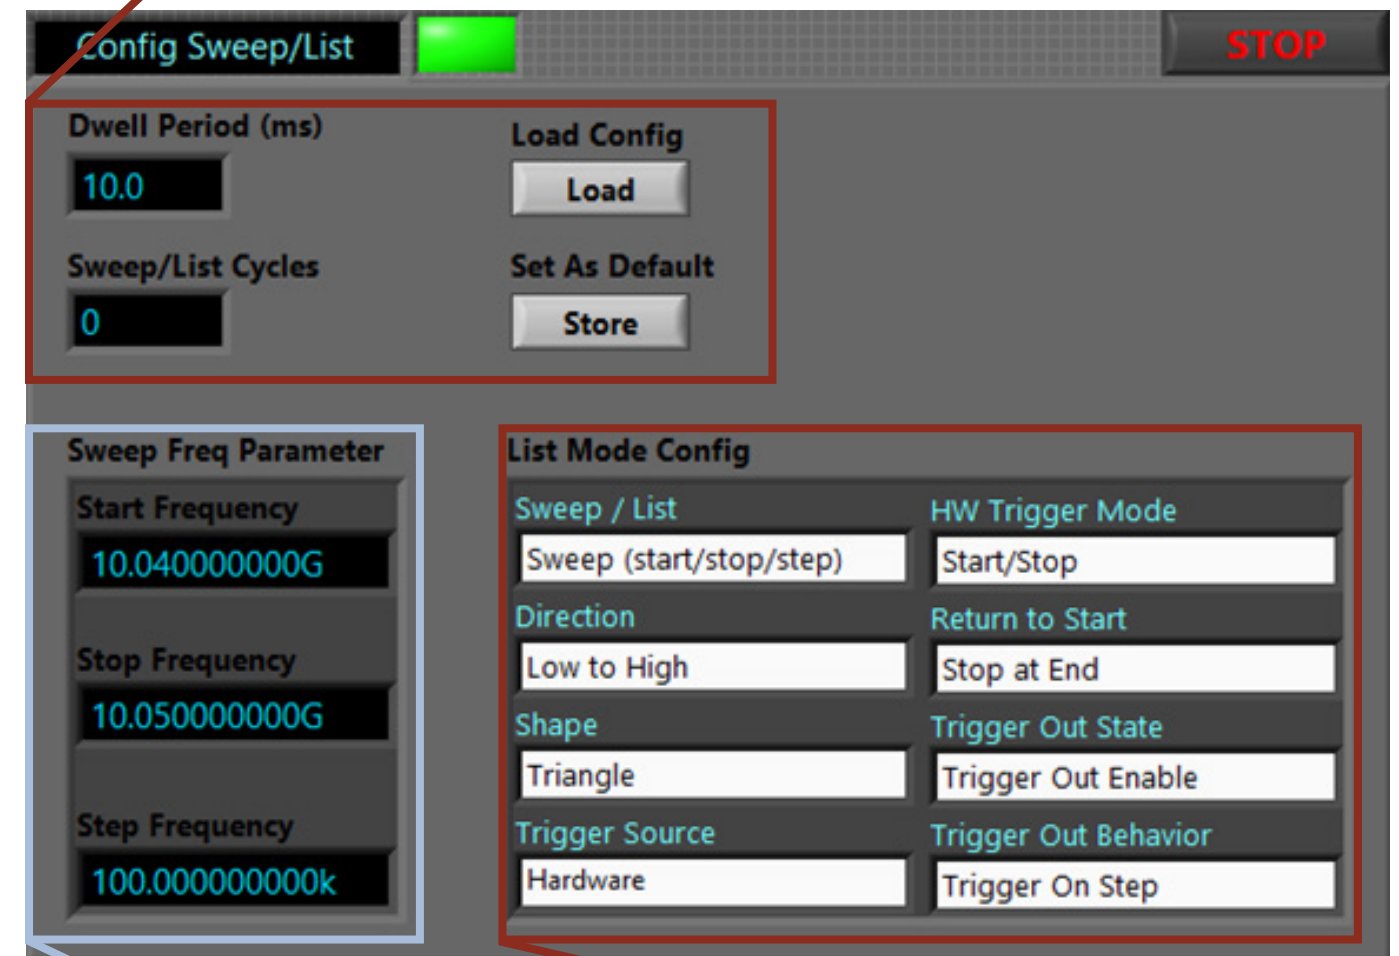 Config Sweep/List
STOP
Dwell Period (ms)
10.0
Load Config
Load
Sweep/List Cycles
0
Set As Default
Store
Sweep Freq Parameter
Start Frequency
10.040000000G
Stop Frequency
10.050000000G
Step Frequency
100.000000000k
List Mode Config
Sweep / List
Sweep (start/stop/step)
HW Trigger Mode
Start/Stop
Direction
Low to High
Return to Start
Stop at End
Shape
Triangle
Trigger Out State
Trigger Out Enable
Trigger Source
Hardware
Trigger Out Behavior
Trigger On Step